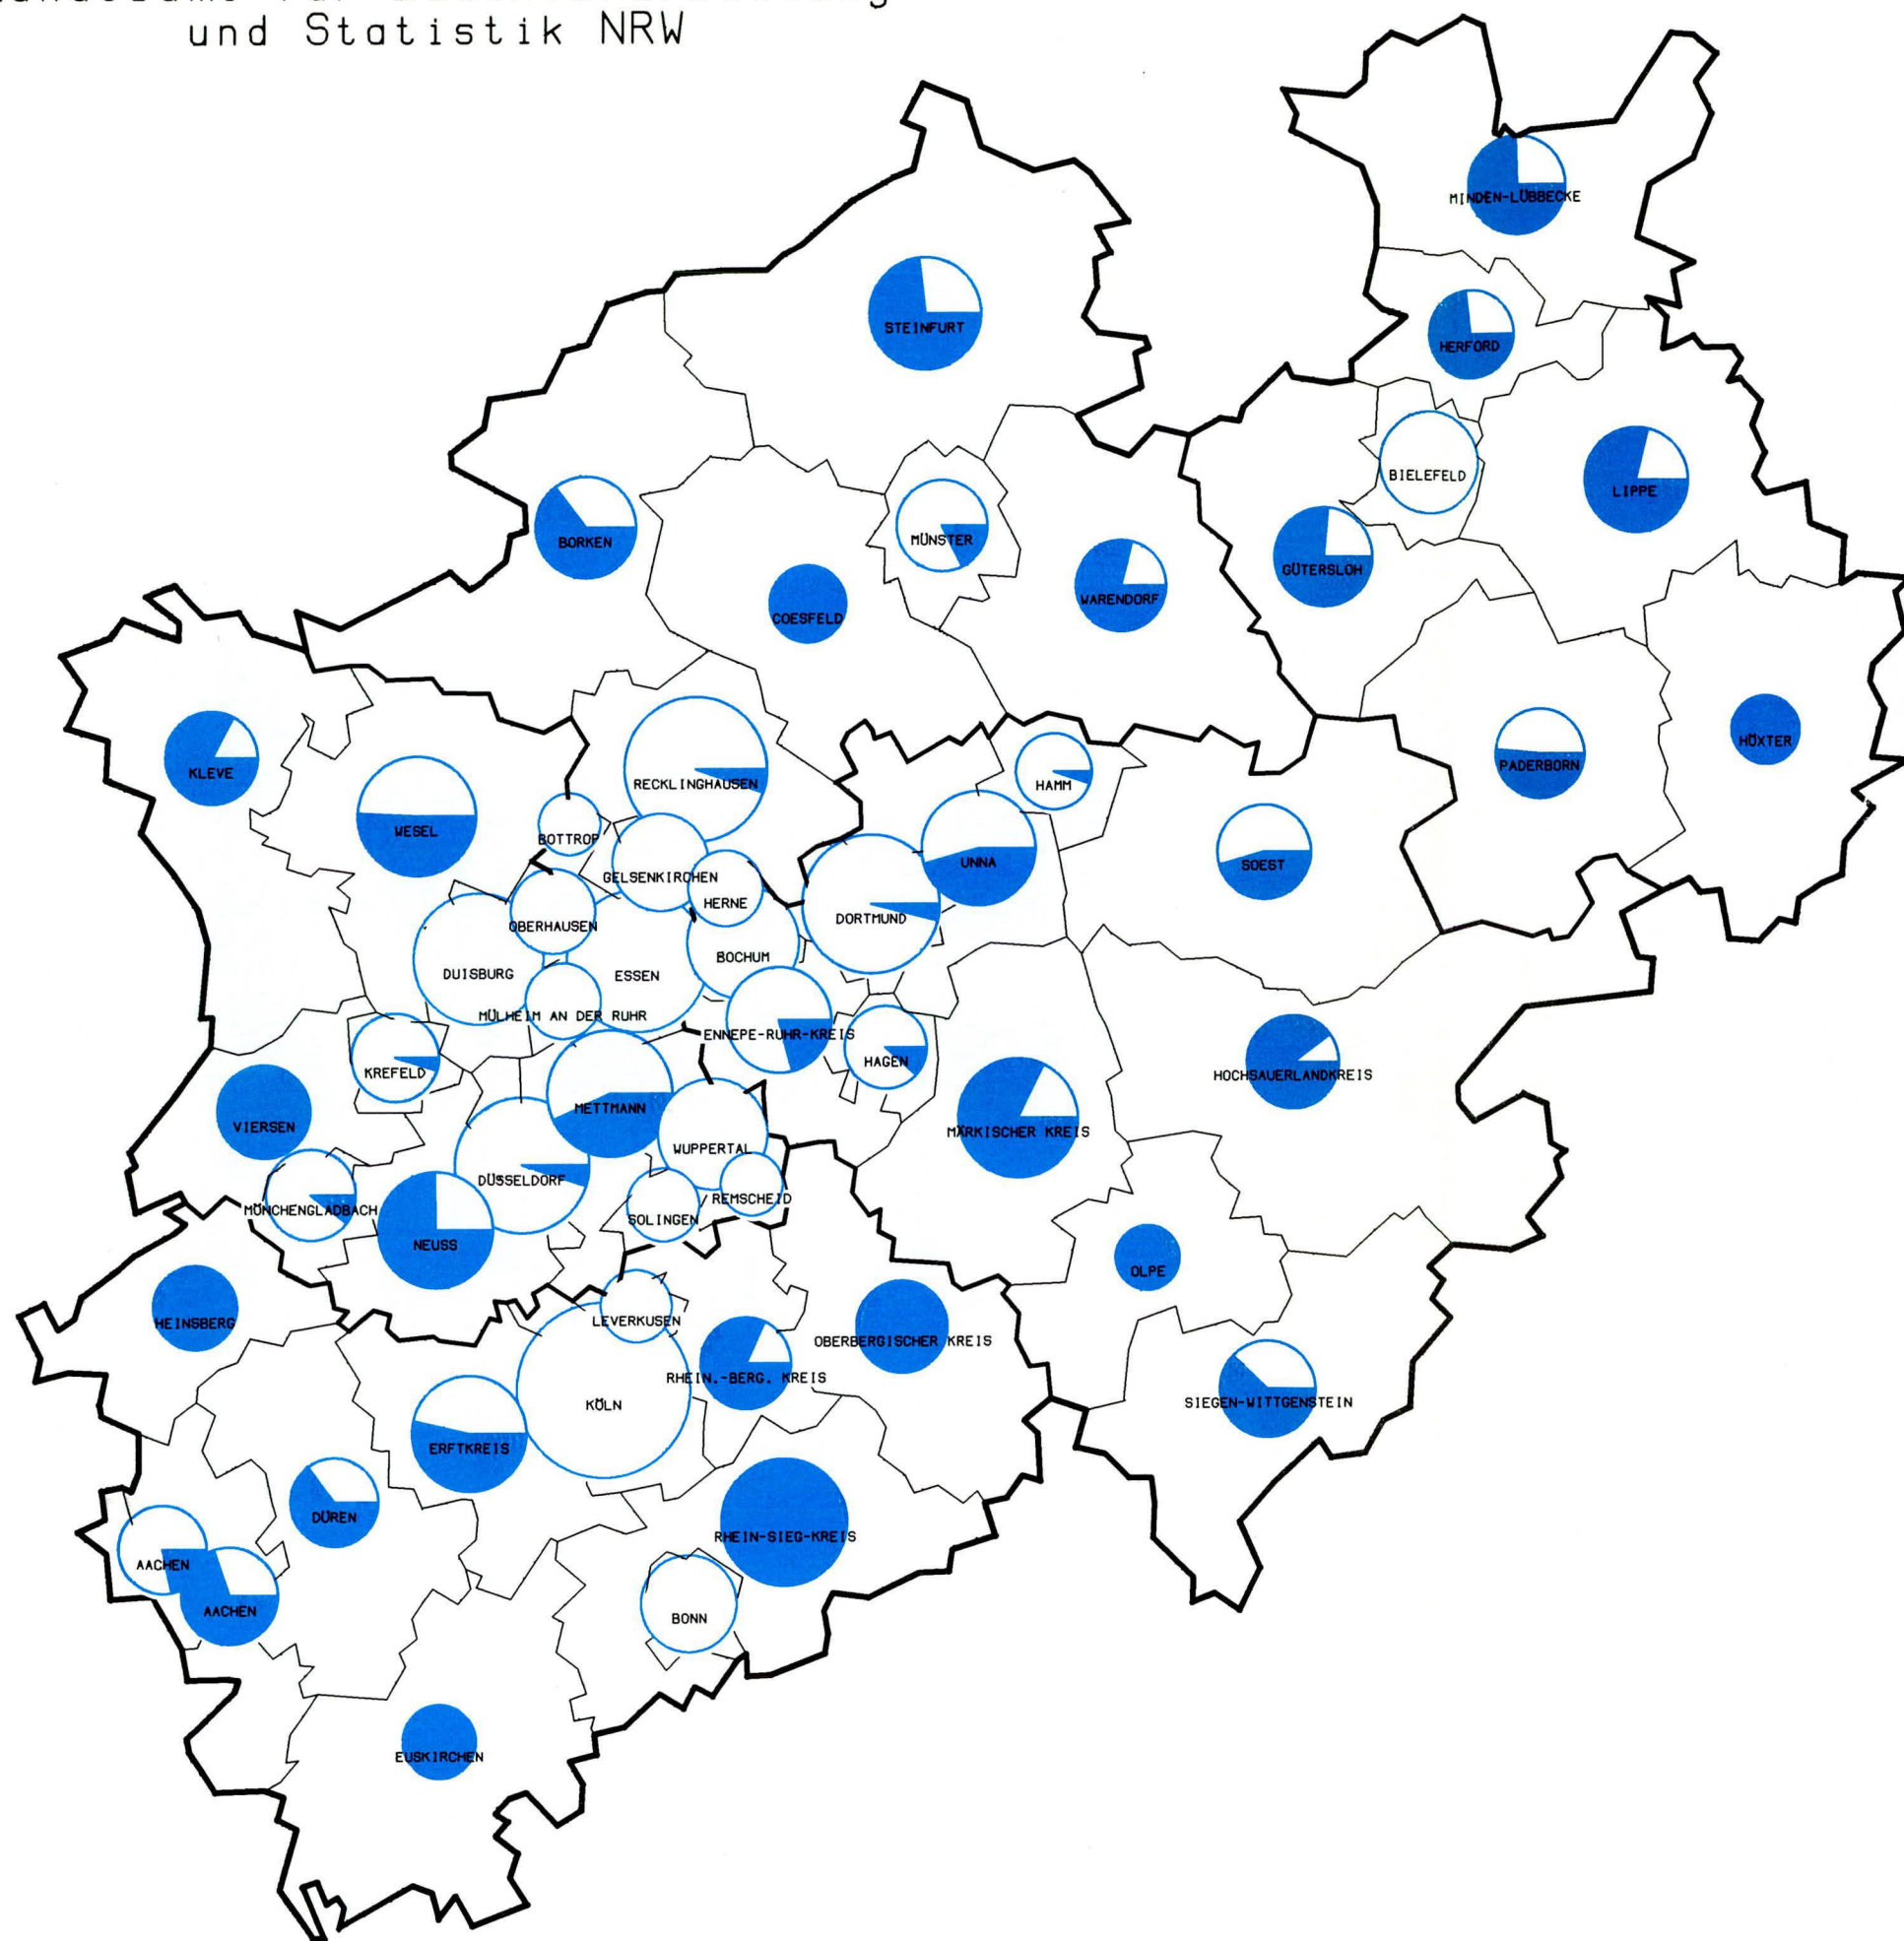 und Statistik NRW
MINDEN-LÜBBECKE
STEINFURT
HERFORD
BIELEFELD
LIPPE
BORKEN
MÜNSTER
GÜTERSLOH
WARENDORF
COESFELD
HÖXTER
KLEVE
PADERBORN
RECKLINGHAUSEN
HAMM
WESEL
BOTTROP
UNNA
SOEST
GELSENKIRCHEN
HERNE
DORTMUND
OBERHAUSEN
BOCHUM
DUISBURG
ESSEN
MÜLHEIM AN DER RUHR
ENNEPE-RUHR-KREIS
HAGEN
KREFELD
HOCHSAUERLANDKREIS
METTMANN
VIERSEN
MÄRKISCHER KREIS
WUPPERTAL
DÜSSELDORF
REMSCHEID
MÖNCHENGLADBACH
SOLINGEN
NEUSS
OLPE
HEINSBERG
LEVERKUSEN
OBERBERGISCHER KREIS
RHEIN.-BERG. KREIS
KÖLN
SIEGEN-WITTGENSTEIN
ERFTKREIS
DÜREN
RHEIN-SIEG-KREIS
AACHEN
AACHEN
BONN
EUSKIRCHEN